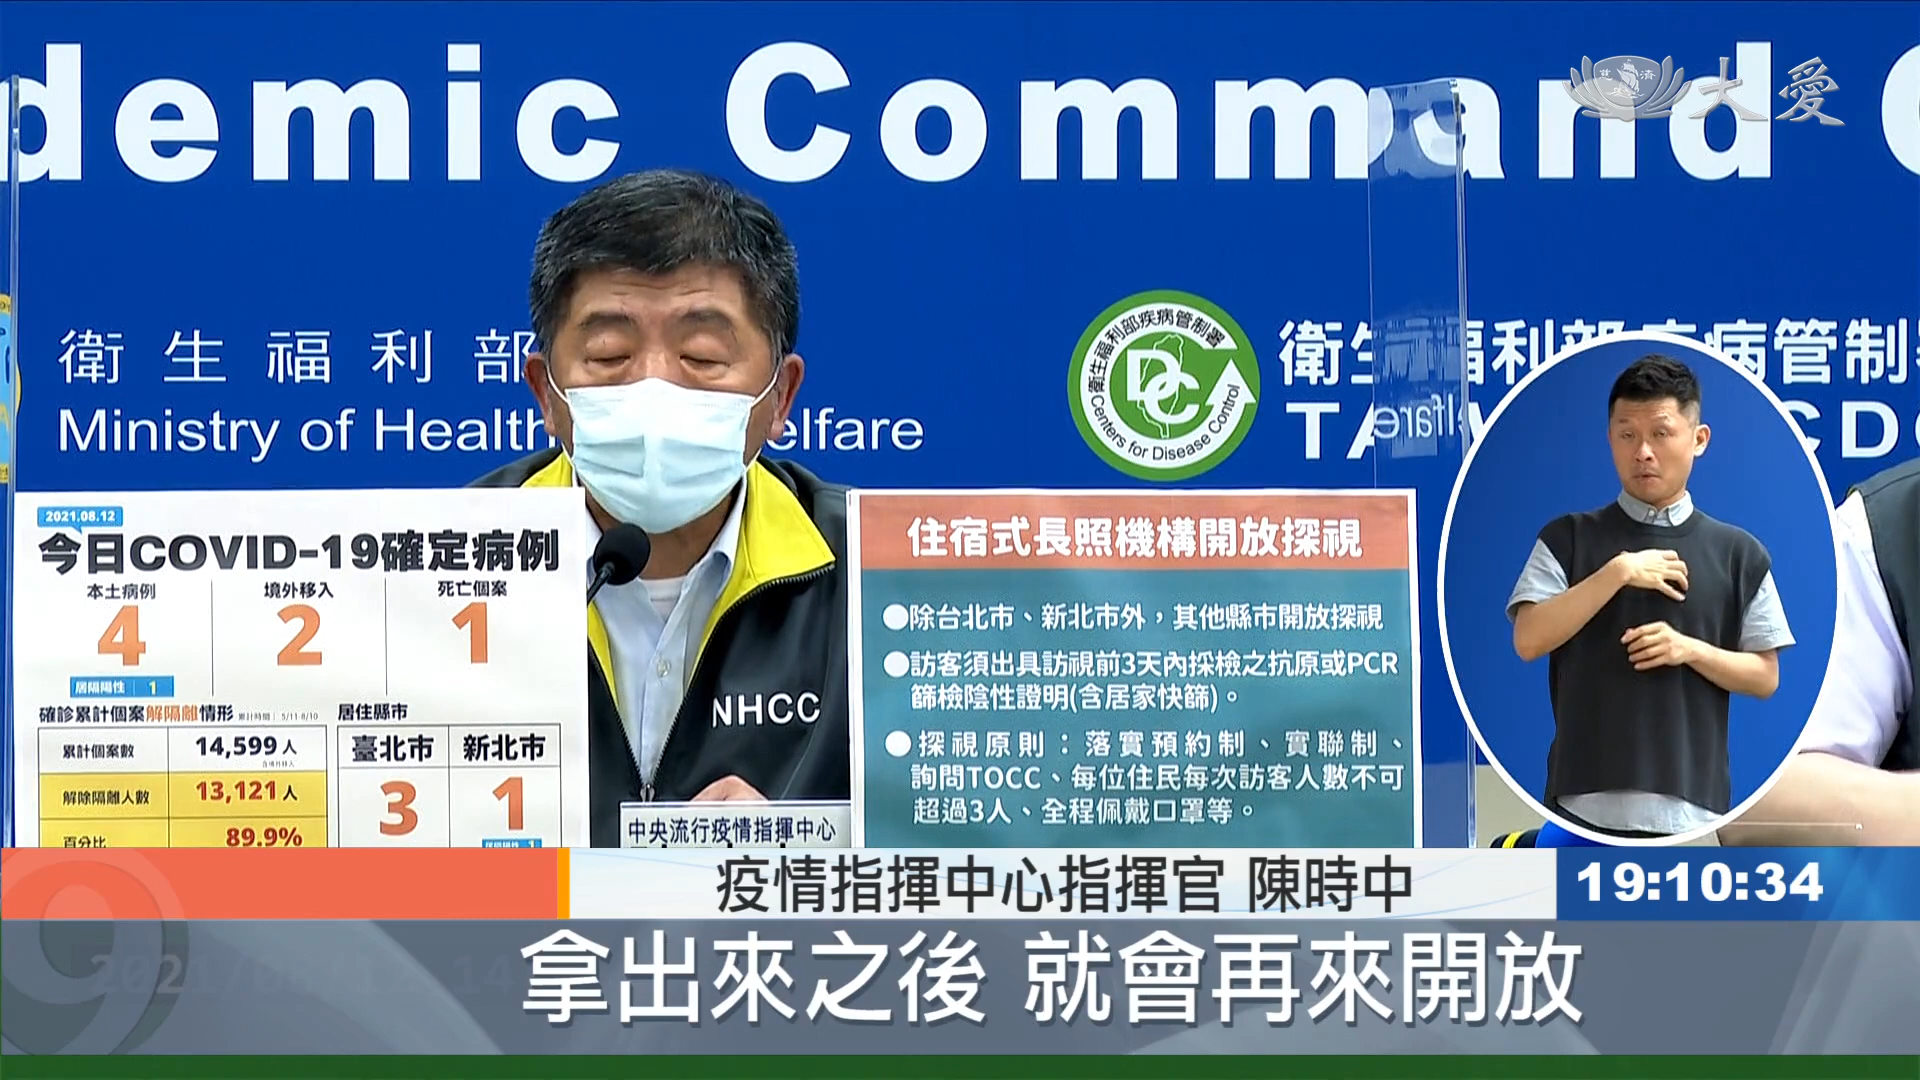 demic Command C
慈濟 大愛
衛生福利部
Ministry of Health elfare
衛生福利部疾病管制署
Centers for Disease Control
DC
TA CDC
2021.08.12
今日COVID-19確定病例
本土病例 境外移入 死亡個案
4 2 1
居隔陽性 1
確診累計個案解隔離情形 累計時間: 5/11-8/10 居住縣市
累計個案數 14,599人
解除隔離人數 13,121人
百分比 89.9%
臺北市 新北市
3 1
NHCC
中央流行疫情指揮中心
住宿式長照機構開放探視
●除台北市、新北市外,其他縣市開放探視
●訪客須出具訪視前3天內採檢之抗原或PCR
篩檢陰性證明(含居家快篩)。
●探視原則:落實預約制、實聯制、
詢問TOCC、每位住民每次訪客人數不可
超過3人、全程佩戴口罩等。
疫情指揮中心指揮官 陳時中
19:10:34
拿出來之後 就會再來開放